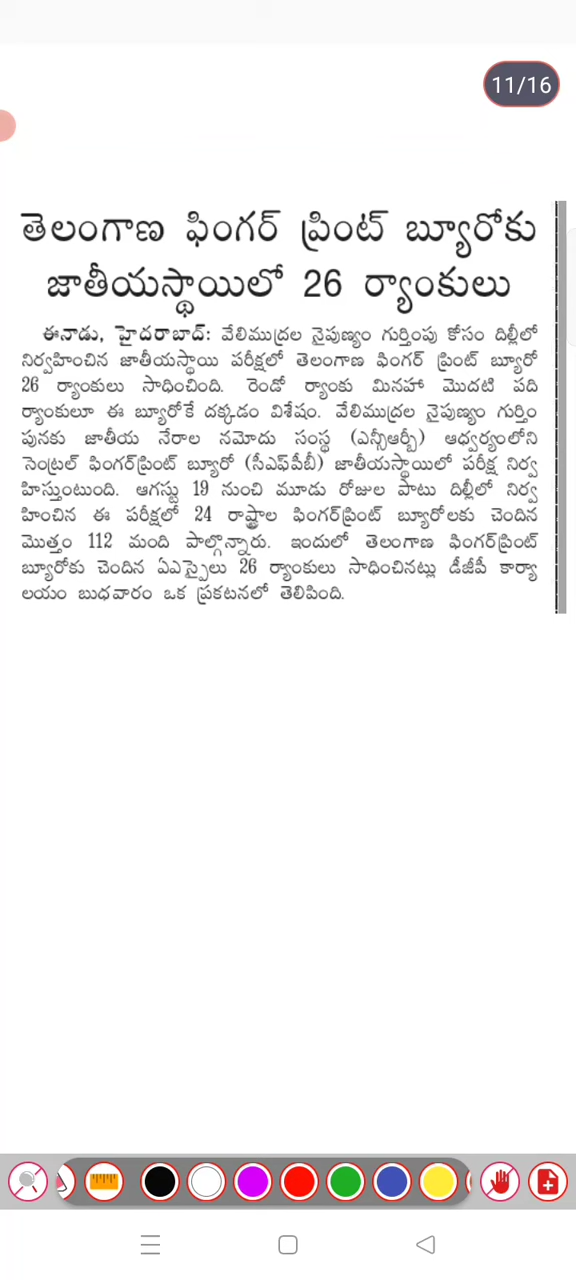 11/16
తెలంగాణ ఫింగర్ ప్రింట్ బ్యూరోకు
జాతీయస్థాయిలో 26 ర్యాంకులు
ఈనాడు, హైదరాబాద్: వేలిముద్రల నైపుణ్యం గుర్తింపు కోసం దిల్లీలో
నిర్వహించిన జాతీయస్థాయి పరీక్షలో తెలంగాణ ఫింగర్ ప్రింట్ బ్యూరో
26 ర్యాంకులు సాధించింది. రెండో ర్యాంకు మినహా మొదటి పది
ర్యాంకులూ ఈ బ్యూరోకే దక్కడం విశేషం. వేలిముద్రల నైపుణ్యం గుర్తిం
పునకు జాతీయ నేరాల నమోదు సంస్థ (ఎన్సీఆర్బీ) ఆధ్వర్యంలోని
సెంట్రల్ ఫింగర్‌ప్రింట్ బ్యూరో (సీఎఫ్‌పీబీ) జాతీయస్థాయిలో పరీక్ష నిర్వ
హిస్తుంటుంది. ఆగస్టు 19 నుంచి మూడు రోజుల పాటు దిల్లీలో నిర్వ
హించిన ఈ పరీక్షలో 24 రాష్ట్రాల ఫింగర్‌ప్రింట్ బ్యూరోలకు చెందిన
మొత్తం 112 మంది పాల్గొన్నారు. ఇందులో తెలంగాణ ఫింగర్‌ప్రింట్
బ్యూరోకు చెందిన ఏఎస్సైలు 26 ర్యాంకులు సాధించినట్లు డీజీపీ కార్యా
లయం బుధవారం ఒక ప్రకటనలో తెలిపింది.